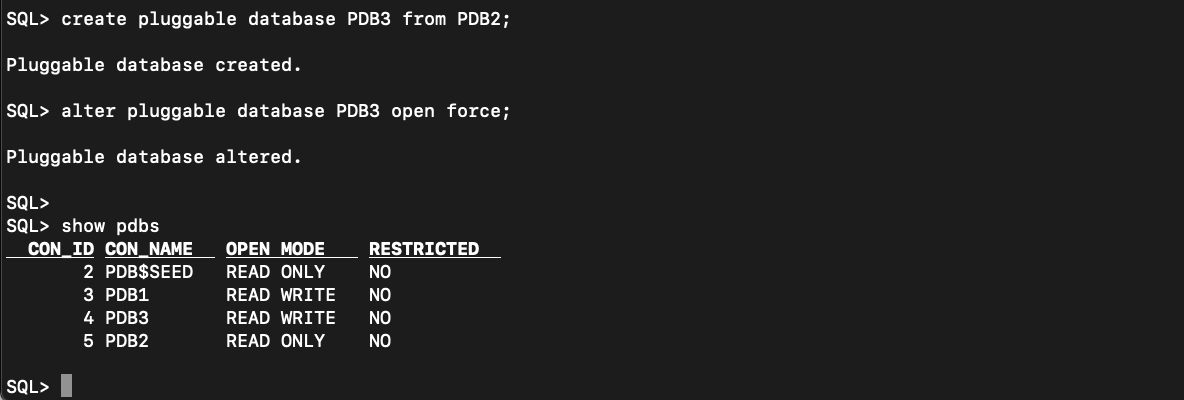 SQL> create pluggable database PDB3 from PDB2;
Pluggable database created.
SQL> alter pluggable database PDB3 open force;
Pluggable database altered.
SQL>
SQL> show pdbs
CON_ID CON_NAME OPEN MODE RESTRICTED
2 PDB$SEED READ ONLY NO
3 PDB1 READ WRITE NO
4 PDB3 READ WRITE NO
5 PDB2 READ ONLY NO
SQL>